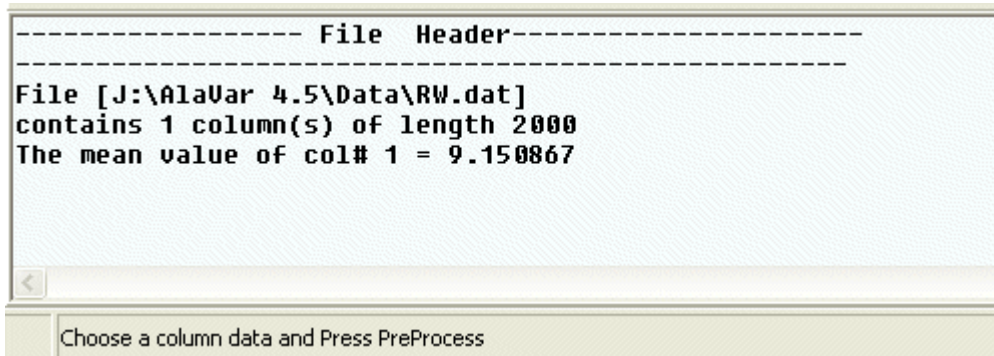 ------------------ File  Header----------------------
----------------------------------------------------
File [J:\AlaVar 4.5\Data\RW.dat]
contains 1 column(s) of length 2000
The mean value of col# 1 = 9.150867
Choose a column data and Press PreProcess